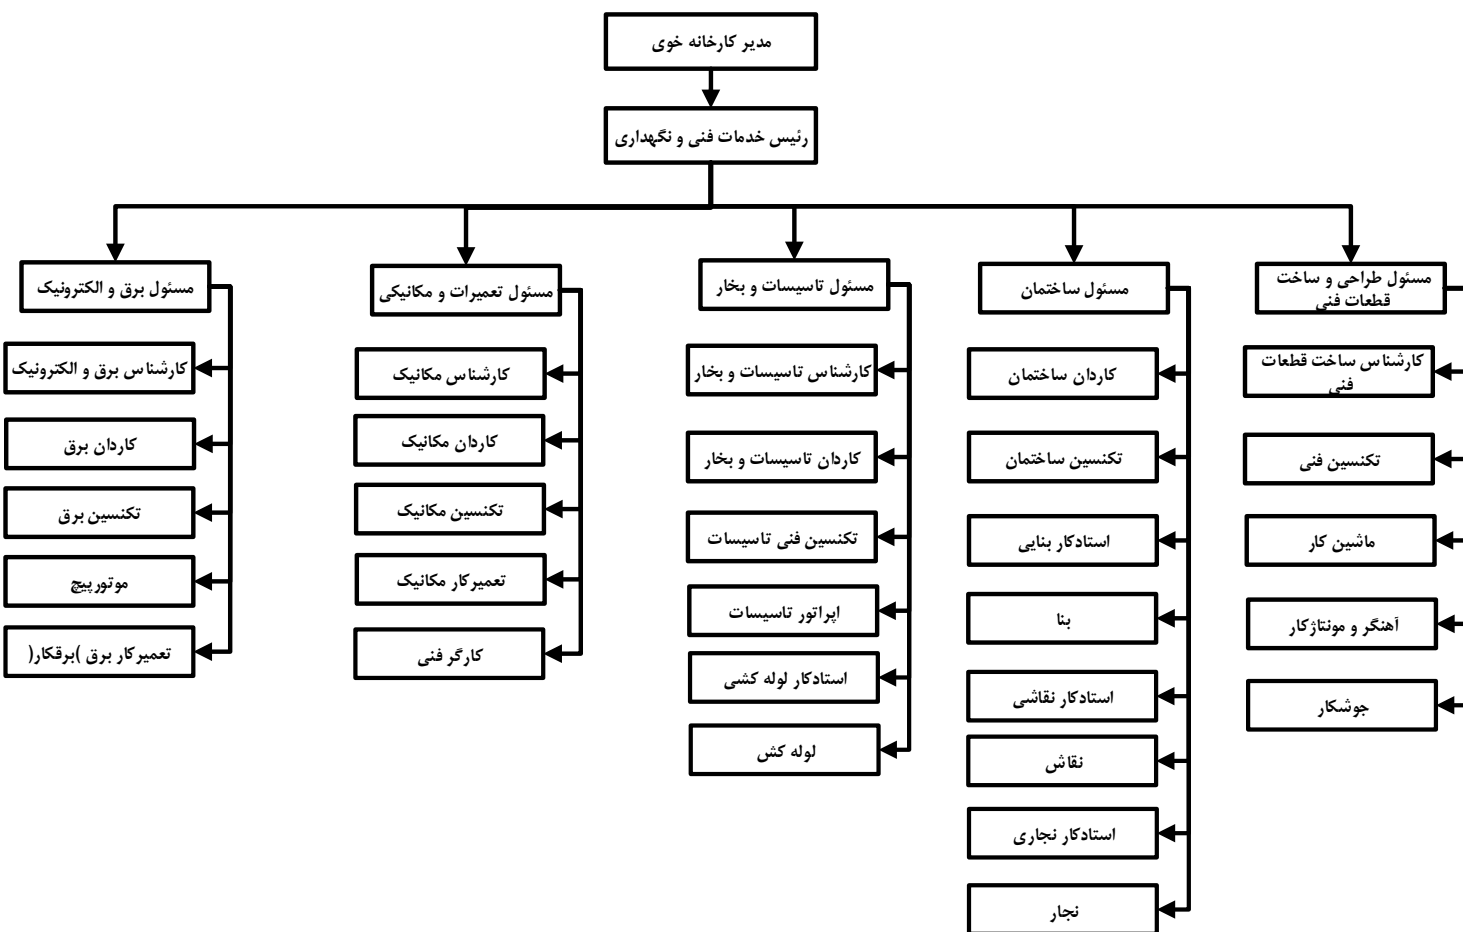 مدیر کارخانه خوی
رئیس خدمات فنی و نگهداری
مسئول طراحی و ساخت
قطعات فنی
کارشناس ساخت قطعات
فنی
تکنسین فنی
ماشین کار
آهنگر و مونتاژکار
جوشکار
مسئول ساختمان
کاردان ساختمان
تکنسین ساختمان
استادکار بنایی
بنا
استادکار نقاشی
نقاش
استادکار نجاری
نجار
مسئول تاسیسات و بخار
کارشناس تاسیسات و بخار
کاردان تاسیسات و بخار
تکنسین فنی تاسیسات
اپراتور تاسیسات
استادکار لوله کشی
لوله کش
مسئول تعمیرات و مکانیکی
کارشناس مکانیک
کاردان مکانیک
تکنسین مکانیک
تعمیرکار مکانیک
کارگر فنی
مسئول برق و الکترونیک
کارشناس برق و الکترونیک
کاردان برق
تکنسین برق
موتورپیچ
تعمیرکار برق )برقکار(